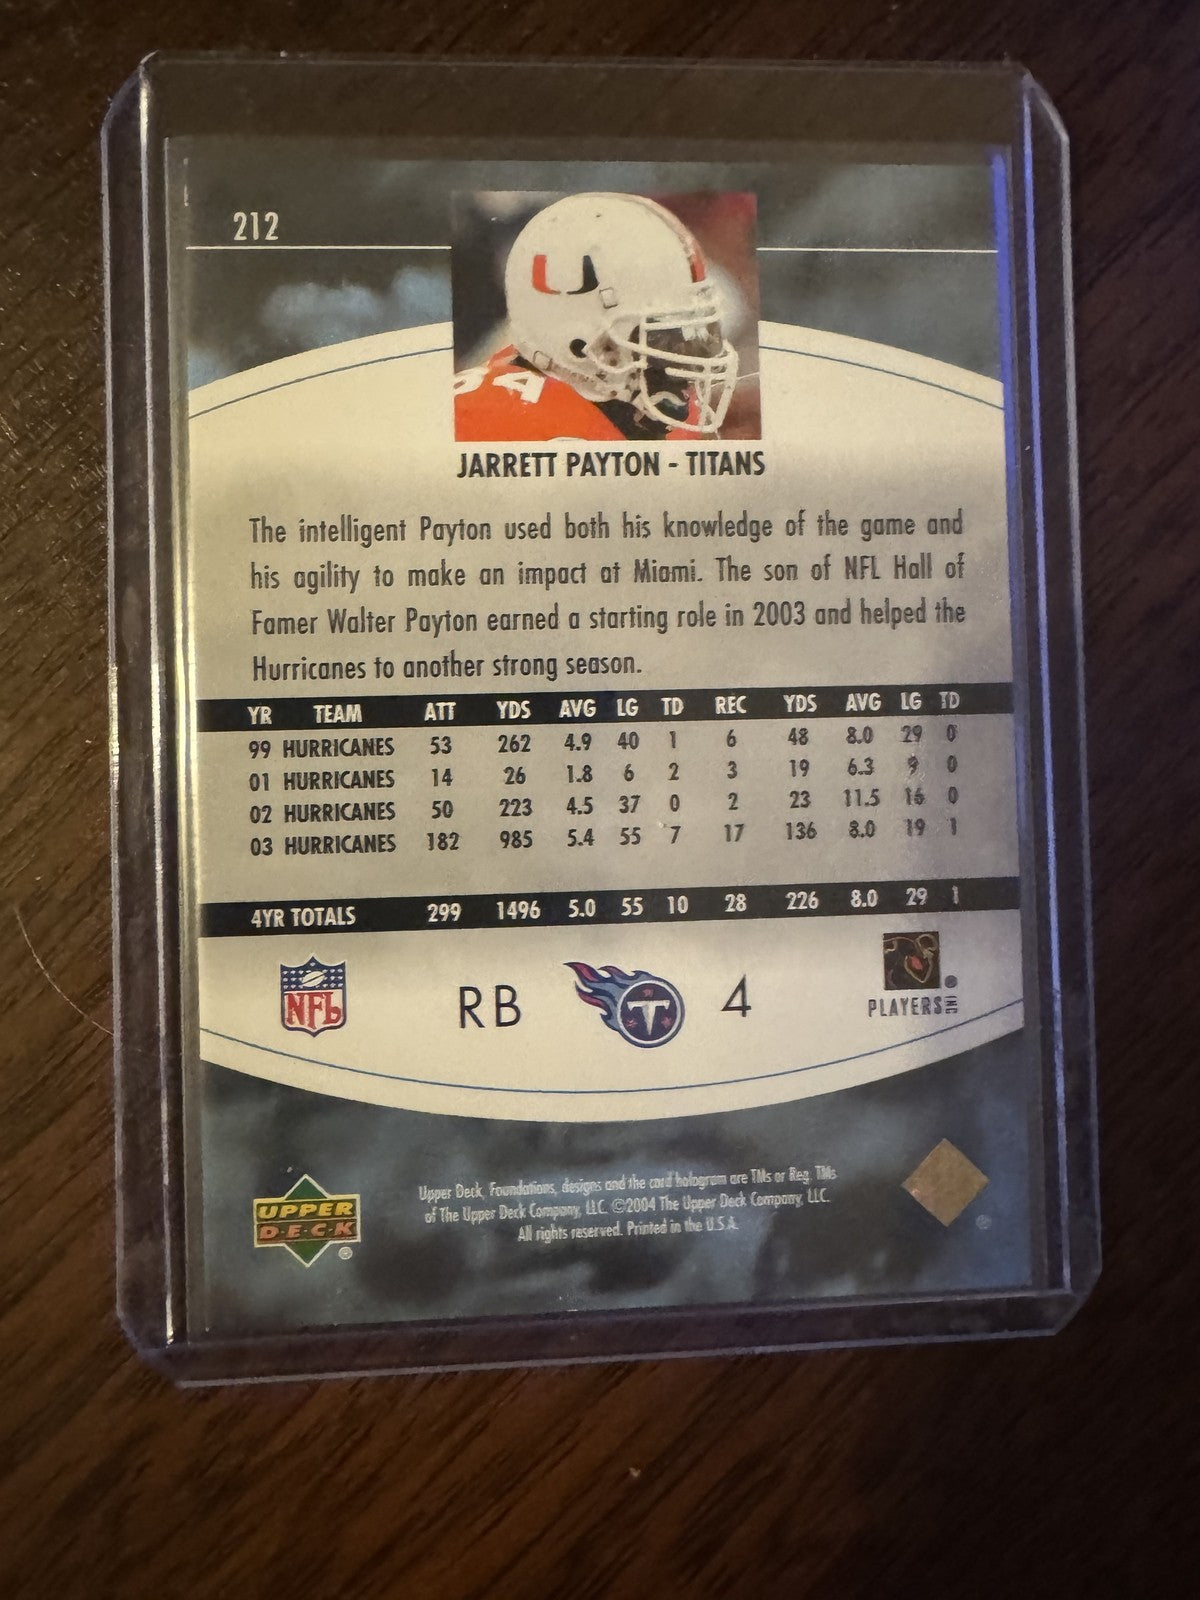 212
U
34
JARRETT PAYTON - TITANS
The intelligent Payton used both his knowledge of the game and
his agility to make an impact at Miami. The son of NFL Hall of
Famer Walter Payton earned a starting role in 2003 and helped the
Hurricanes to another strong season.
YR TEAM ATT YDS AVG LG TD REC YDS AVG LG TD
99 HURRICANES 53 262 4.9 40 1 6 48 8.0 29 0
01 HURRICANES 14 26 1.8 6 2 3 19 6.3 9 0
02 HURRICANES 50 223 4.5 37 0 2 23 11.5 16 0
03 HURRICANES 182 985 5.4 55 7 17 136 8.0 19 1
4YR TOTALS 299 1496 5.0 55 10 28 226 8.0 29 1
NFL
RB
T
4
PLAYERS INC
Upper Deck, Foundations, designs and the card hologram are TMs or Reg. TMs
of The Upper Deck Company, LLC. ©2004 The Upper Deck Company, LLC.
All rights reserved. Printed in the U.S.A.
UPPER
D·E·C·K
®